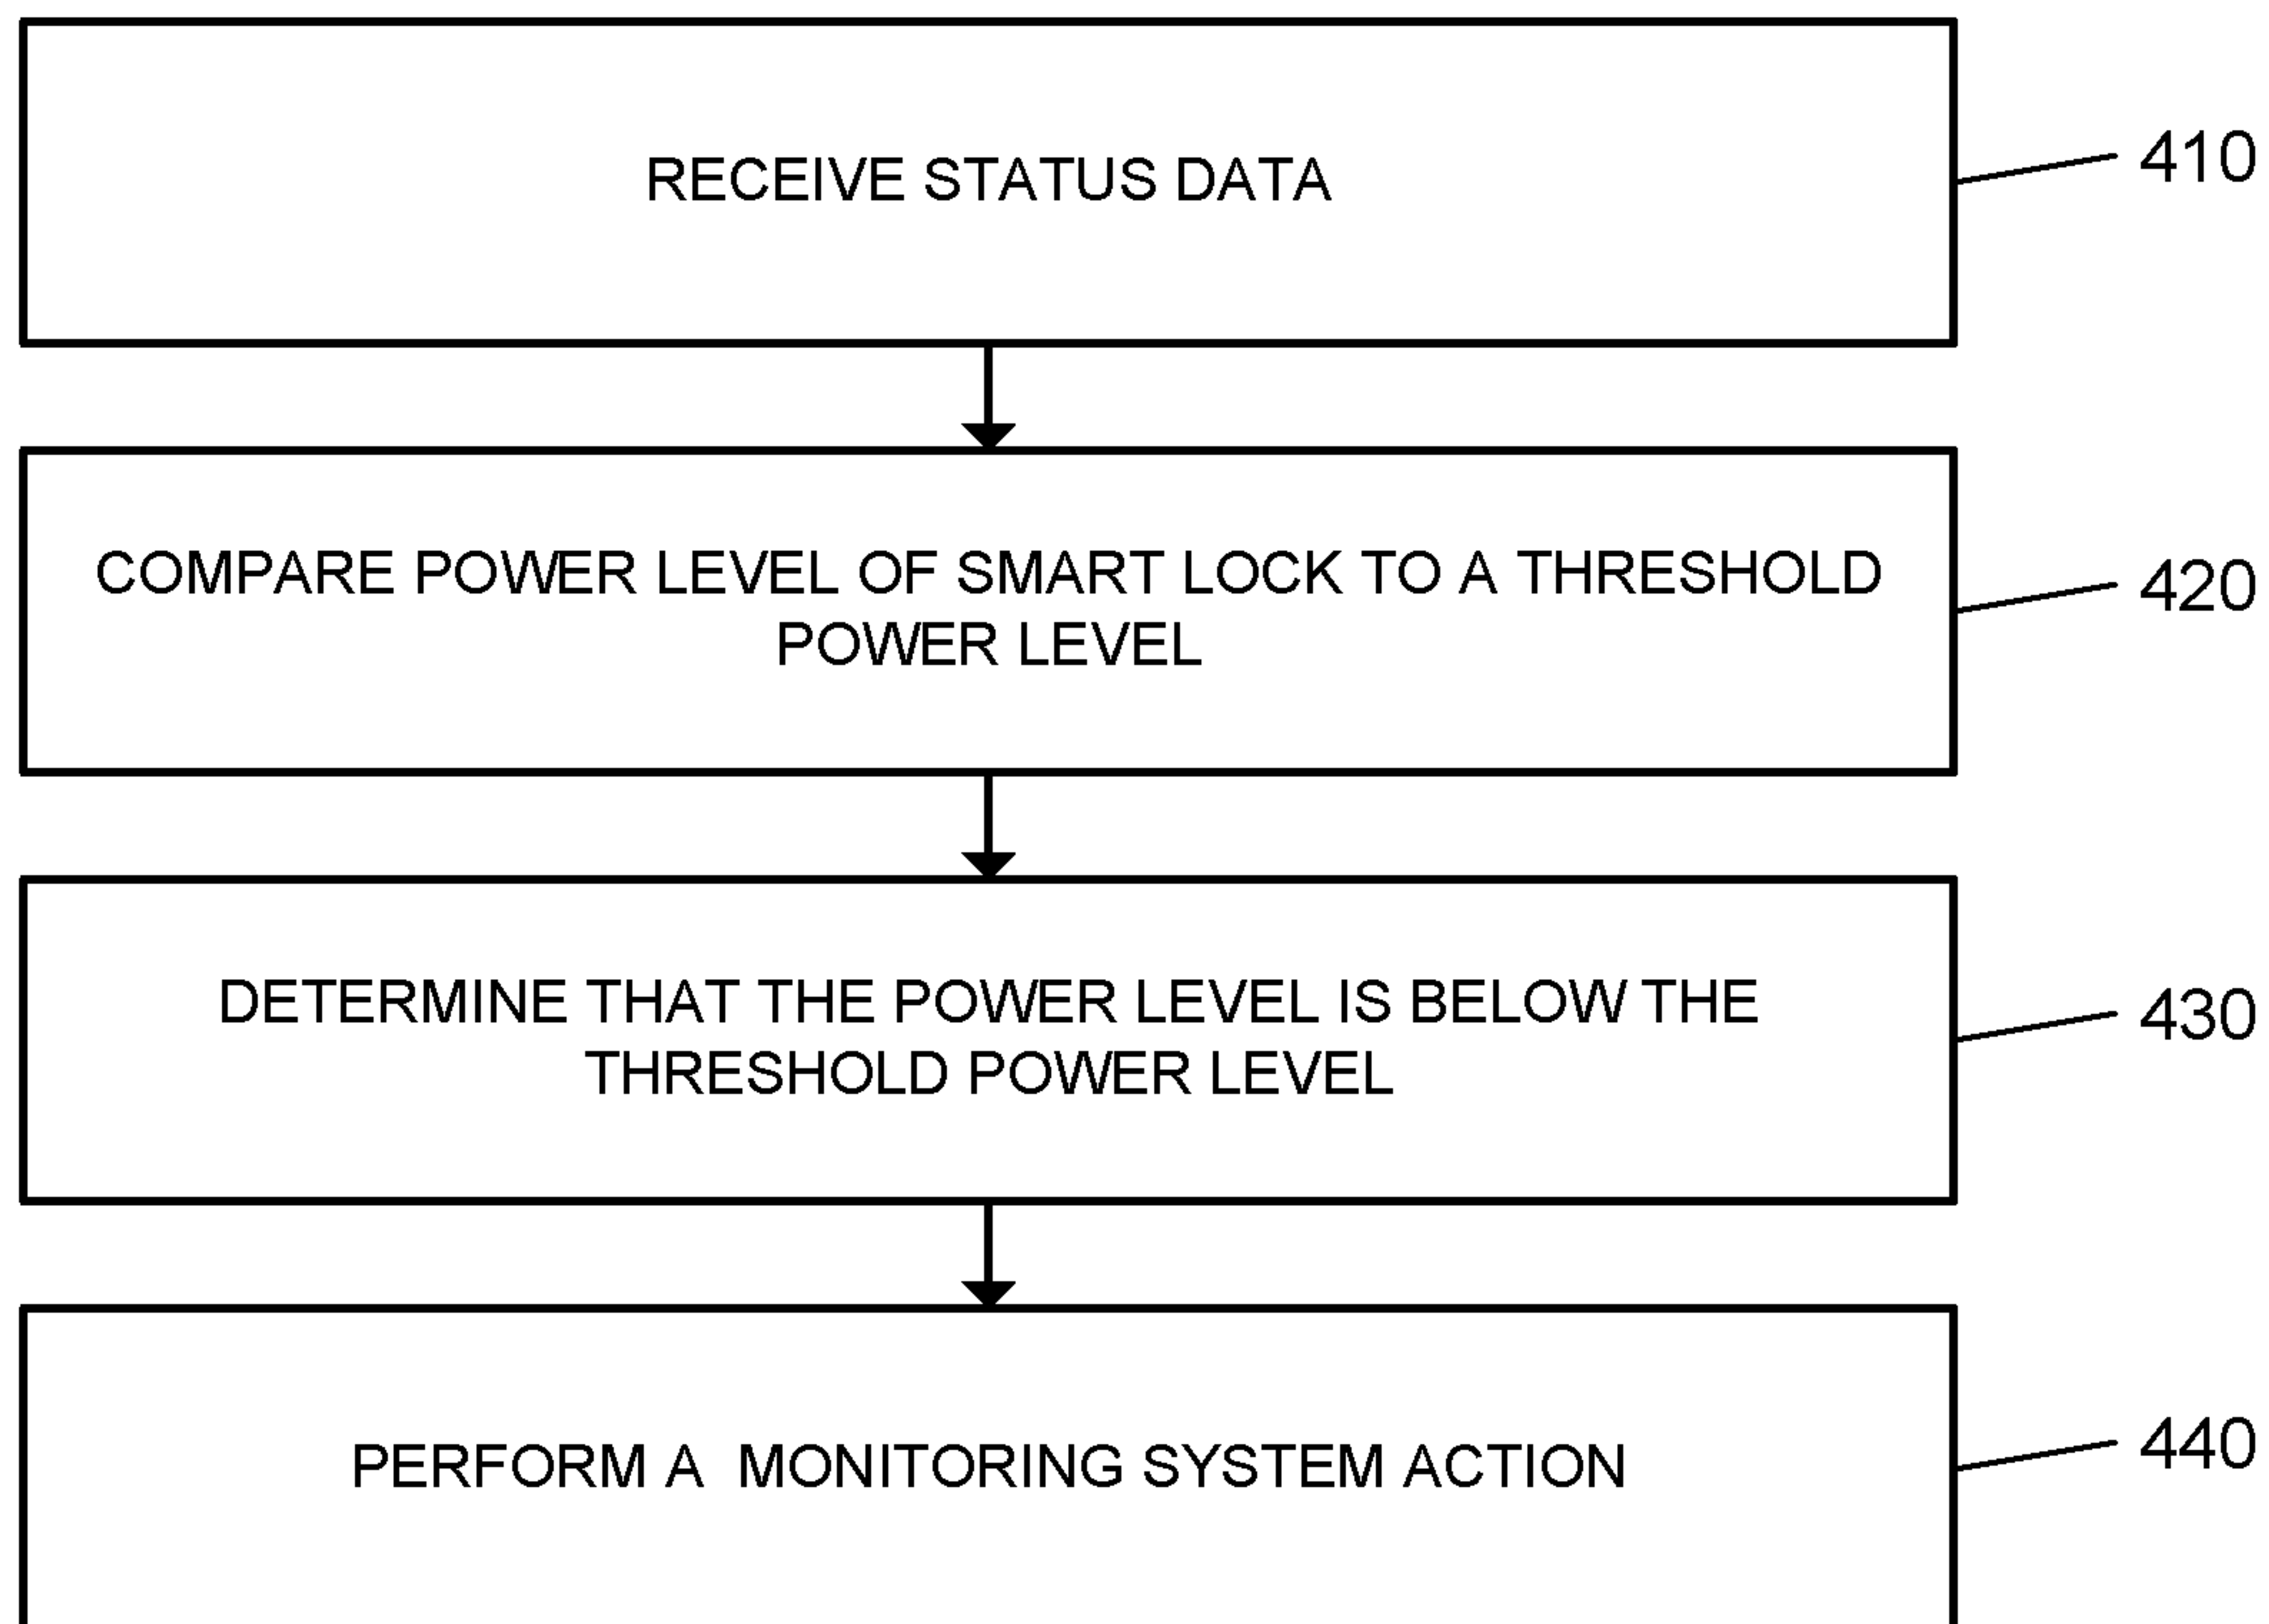 RECEIVE STATUS DATA
410
COMPARE POWER LEVEL OF SMART LOCK TO A THRESHOLD
POWER LEVEL
420
DETERMINE THAT THE POWER LEVEL IS BELOW THE
THRESHOLD POWER LEVEL
430
PERFORM A  MONITORING SYSTEM ACTION
440